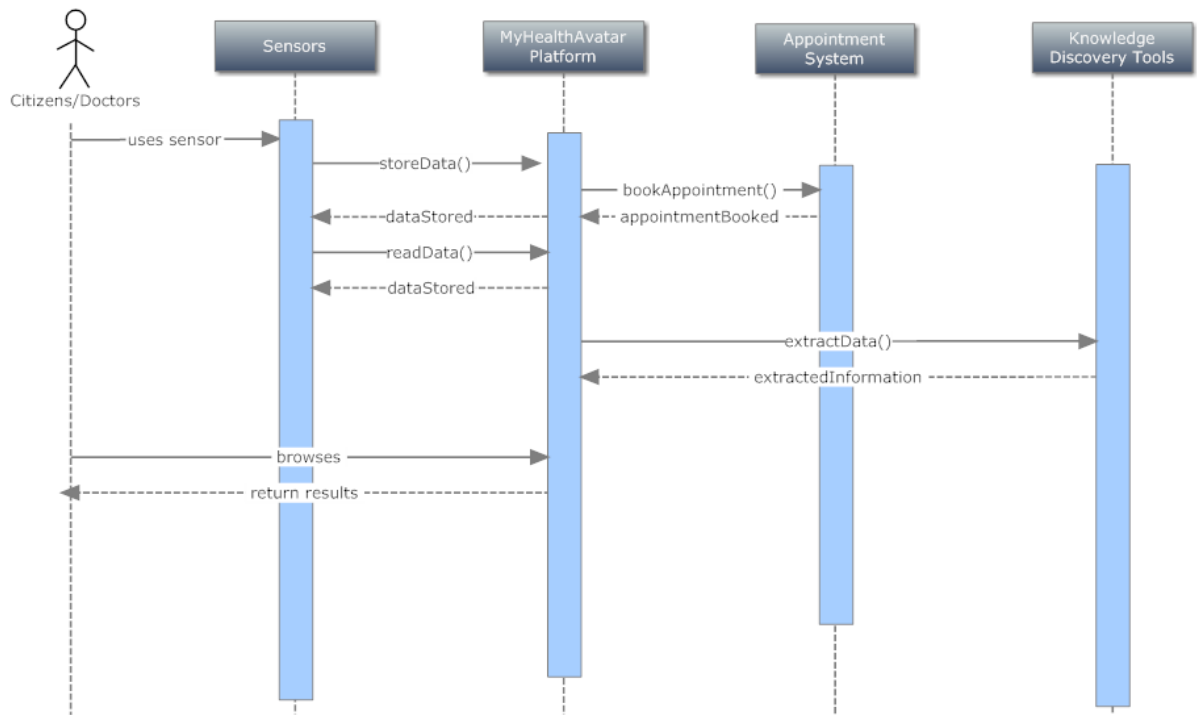 Sensors
MyHealthAvatar
Platform
Appointment
System
Knowledge
Discovery Tools
Citizens/Doctors
uses sensor
storeData()
bookAppointment()
dataStored
appointmentBooked
readData()
dataStored
extractData()
extractedInformation
browses
return results